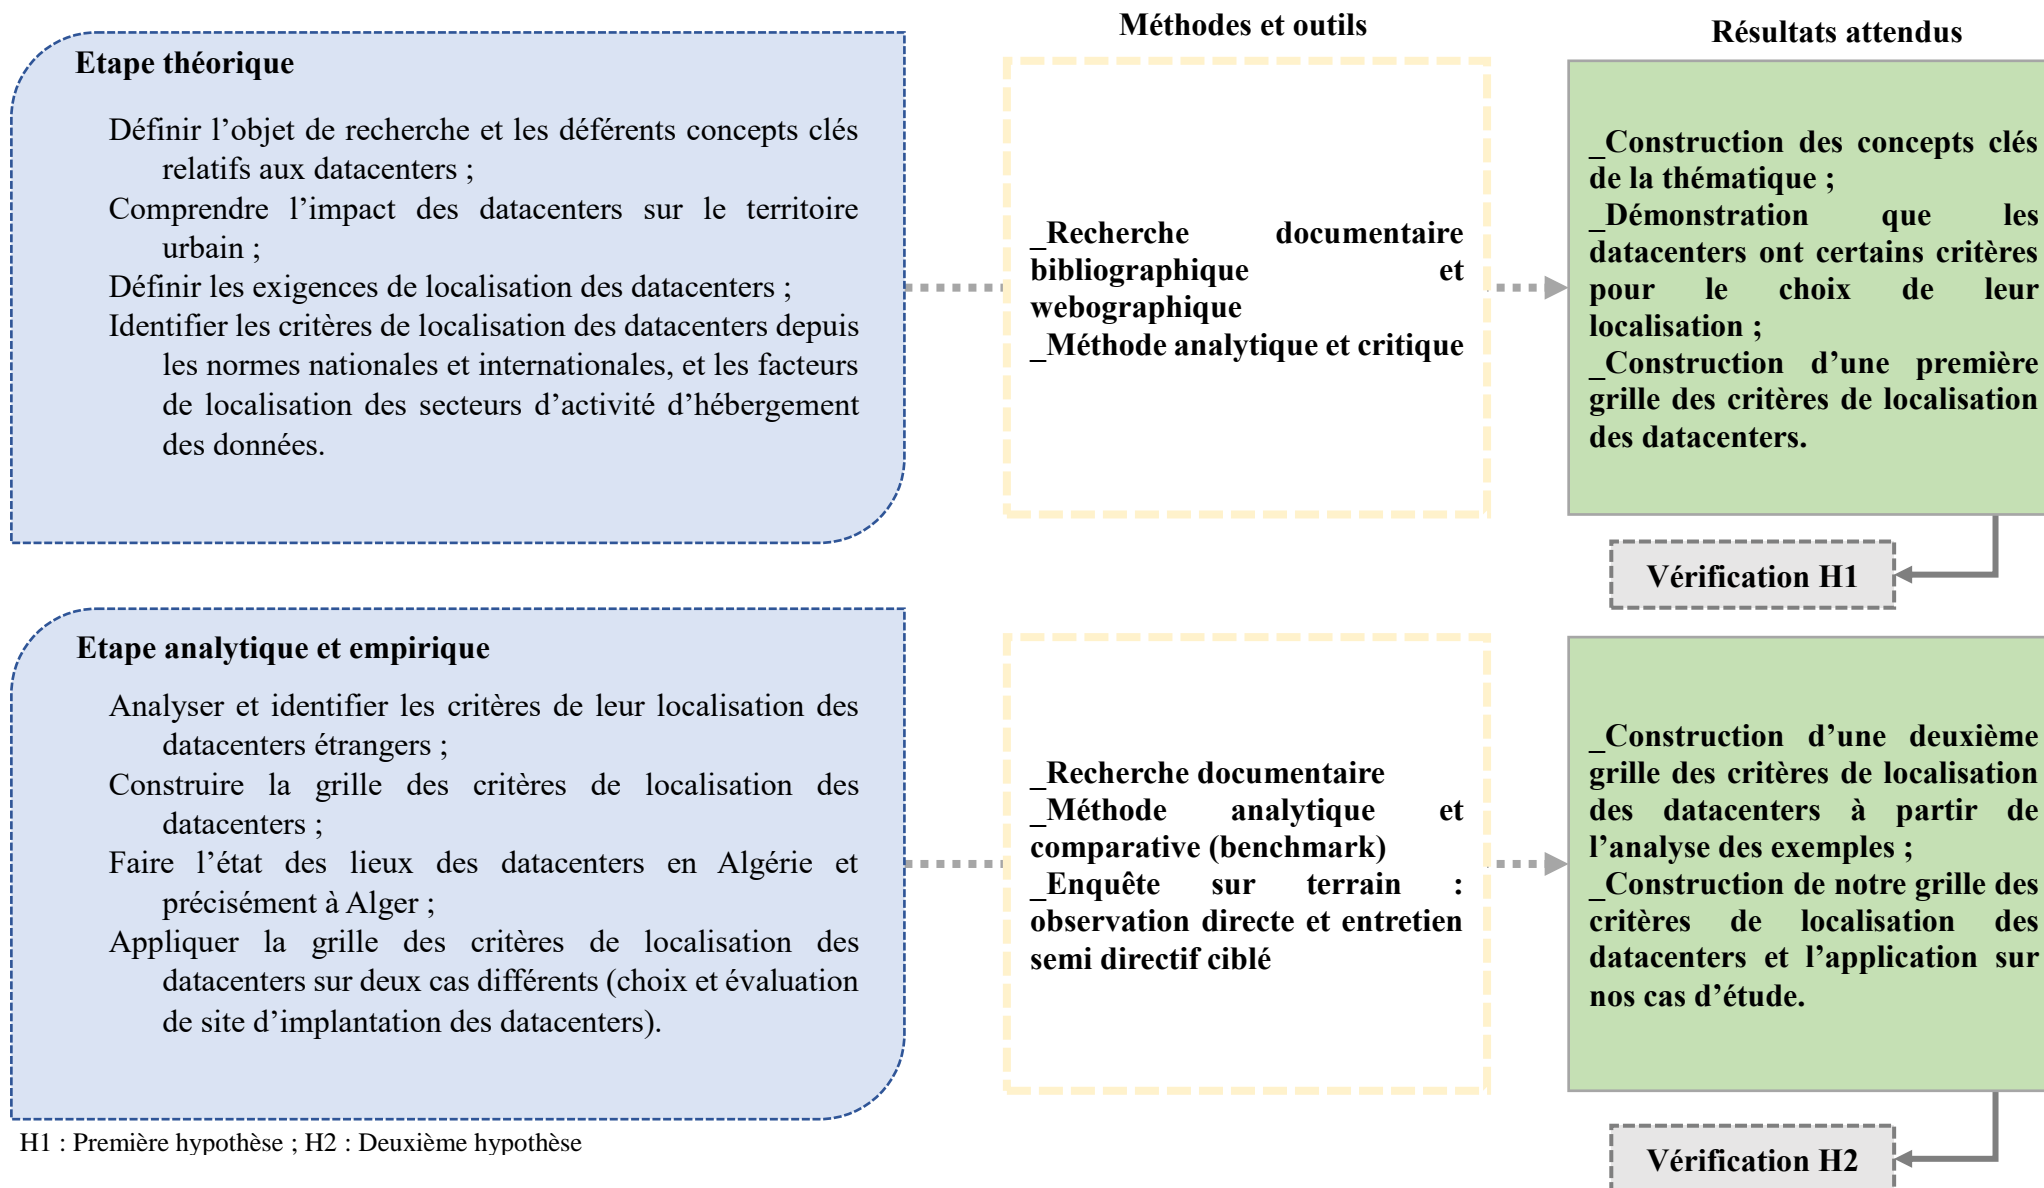 Méthodes et outils
Résultats attendus
Etape théorique
Définir l’objet de recherche et les déférents concepts clés
relatifs aux datacenters ;
Comprendre l’impact des datacenters sur le territoire
urbain ;
Définir les exigences de localisation des datacenters ;
Identifier les critères de localisation des datacenters depuis
les normes nationales et internationales, et les facteurs
de localisation des secteurs d’activité d’hébergement
des données.
_Recherche documentaire
bibliographique et
webographique
_Méthode analytique et critique
_Construction des concepts clés
de la thématique ;
_Démonstration que les
datacenters ont certains critères
pour le choix de leur
localisation ;
_Construction d’une première
grille des critères de localisation
des datacenters.
Vérification H1
Etape analytique et empirique
Analyser et identifier les critères de leur localisation des
datacenters étrangers ;
Construire la grille des critères de localisation des
datacenters ;
Faire l’état des lieux des datacenters en Algérie et
précisément à Alger ;
Appliquer la grille des critères de localisation des
datacenters sur deux cas différents (choix et évaluation
de site d’implantation des datacenters).
_Recherche documentaire
_Méthode analytique et
comparative (benchmark)
_Enquête sur terrain :
observation directe et entretien
semi directif ciblé
_Construction d’une deuxième
grille des critères de localisation
des datacenters à partir de
l’analyse des exemples ;
_Construction de notre grille des
critères de localisation des
datacenters et l’application sur
nos cas d’étude.
H1 : Première hypothèse ; H2 : Deuxième hypothèse
Vérification H2